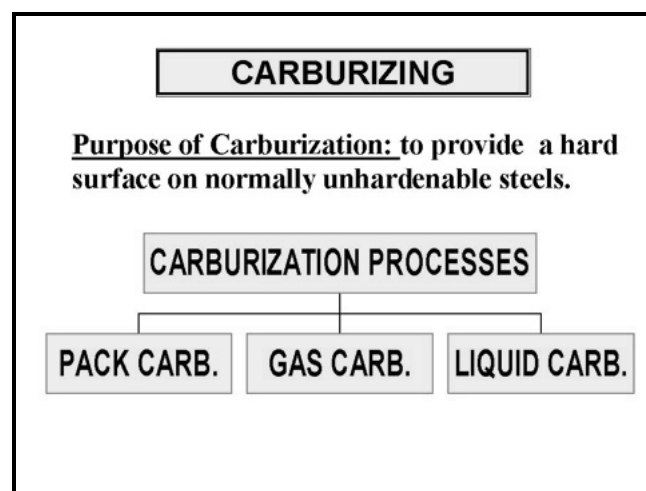 CARBURIZING
Purpose of Carburization: to provide a hard
surface on normally unhardenable steels.
CARBURIZATION PROCESSES
PACK CARB.
GAS CARB.
LIQUID CARB.